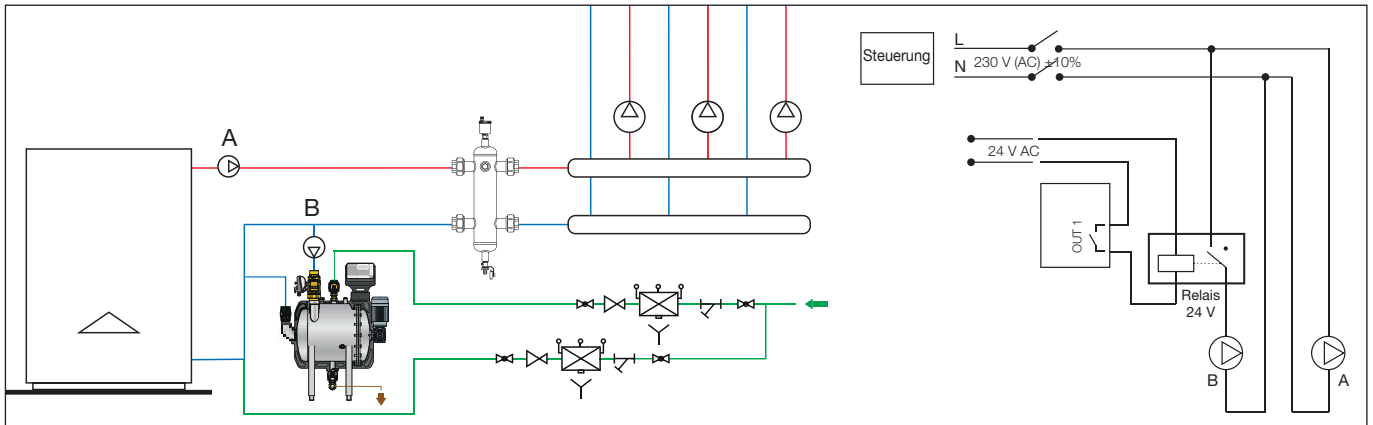 A
B
Steuerung
L
N
230 V (AC) ±10%
24 V AC
OUT 1
Relais
24 V
B
A